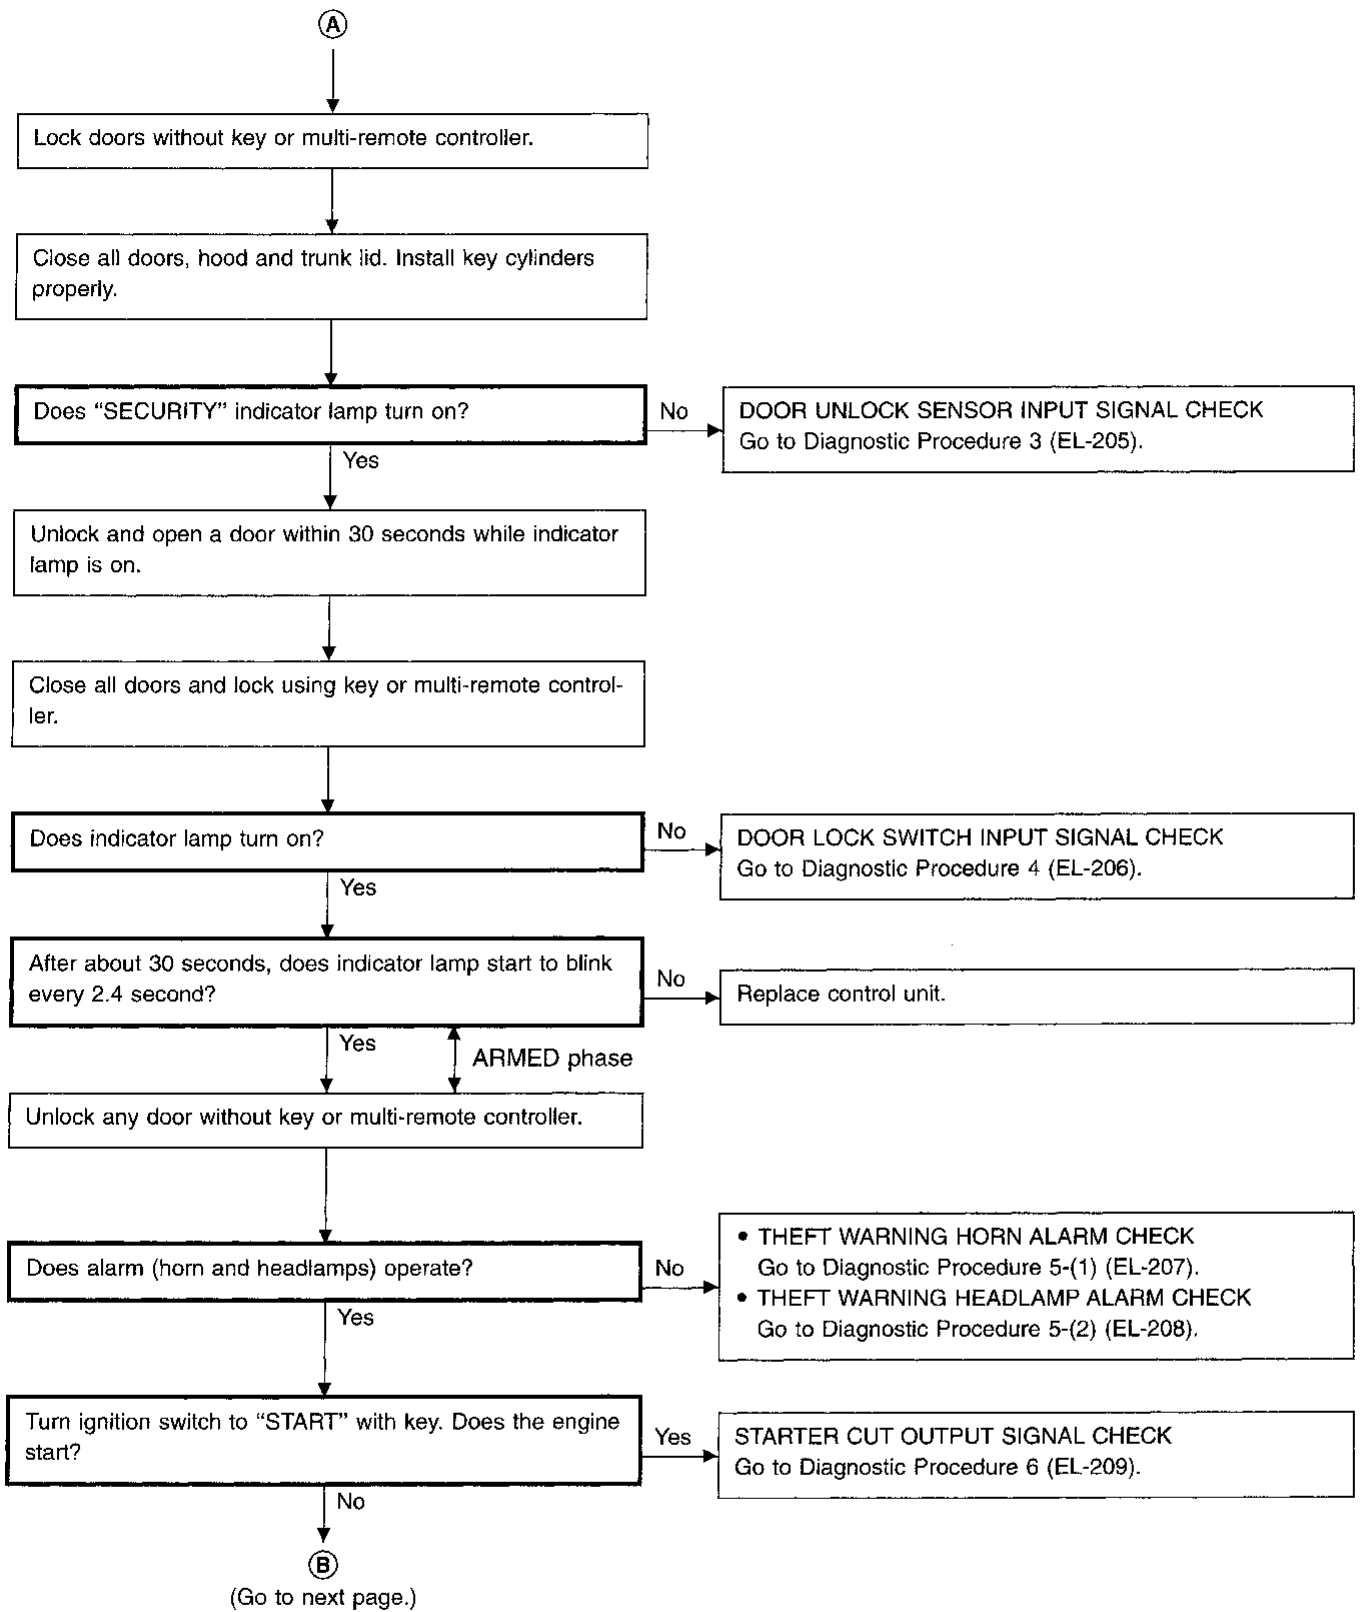 A
Lock doors without key or multi-remote controller.
Close all doors, hood and trunk lid. Install key cylinders
properly.
Does “SECURITY” indicator lamp turn on?
No
DOOR UNLOCK SENSOR INPUT SIGNAL CHECK
Go to Diagnostic Procedure 3 (EL-205).
Yes
Unlock and open a door within 30 seconds while indicator
lamp is on.
Close all doors and lock using key or multi-remote control-
ler.
Does indicator lamp turn on?
No
DOOR LOCK SWITCH INPUT SIGNAL CHECK
Go to Diagnostic Procedure 4 (EL-206).
Yes
After about 30 seconds, does indicator lamp start to blink
every 2.4 second?
No
Replace control unit.
Yes
ARMED phase
Unlock any door without key or multi-remote controller.
Does alarm (horn and headlamps) operate?
No
• THEFT WARNING HORN ALARM CHECK
Go to Diagnostic Procedure 5-(1) (EL-207).
• THEFT WARNING HEADLAMP ALARM CHECK
Go to Diagnostic Procedure 5-(2) (EL-208).
Yes
Turn ignition switch to “START” with key. Does the engine
start?
Yes
STARTER CUT OUTPUT SIGNAL CHECK
Go to Diagnostic Procedure 6 (EL-209).
No
B
(Go to next page.)